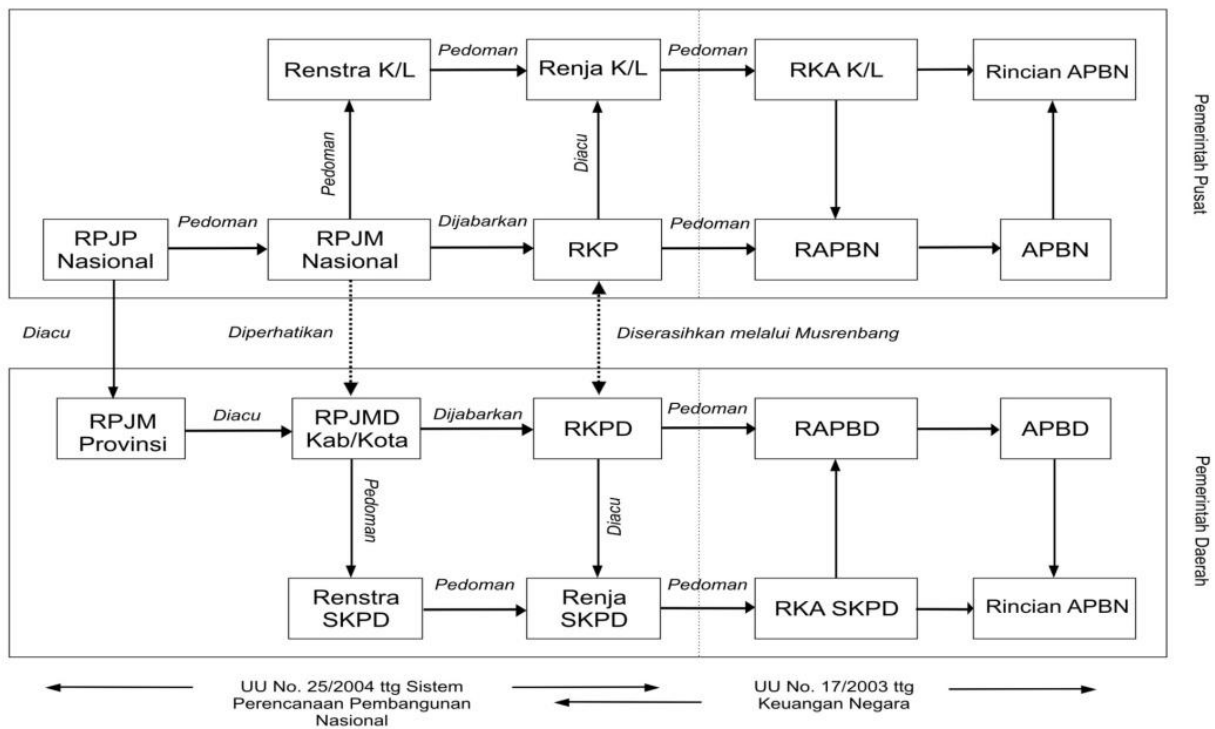 Pedoman
Pedoman
Renstra K/L
Renja K/L
RKA K/L
Rincian APBN
Pedoman
Diacu
Pemerintah Pusat
Pedoman
Dijabarkan
Pedoman
RPJP
Nasional
RPJM
Nasional
RKP
RAPBN
APBN
Diacu
Diperhatikan
Diserasihkan melalui Musrenbang
RPJM
Provinsi
Diacu
RPJMD
Kab/Kota
Dijabarkan
RKPD
Pedoman
RAPBD
APBD
Pedoman
Diacu
Pemerintah Daerah
Renstra
SKPD
Pedoman
Renja
SKPD
Pedoman
RKA SKPD
Rincian APBN
UU No. 25/2004 ttg Sistem
Perencanaan Pembangunan
Nasional
UU No. 17/2003 ttg
Keuangan Negara